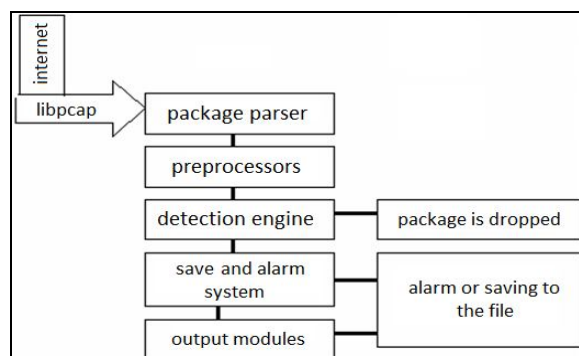 internet
libpcap
package parser
preprocessors
detection engine
package is dropped
save and alarm
system
alarm or saving to
the file
output modules